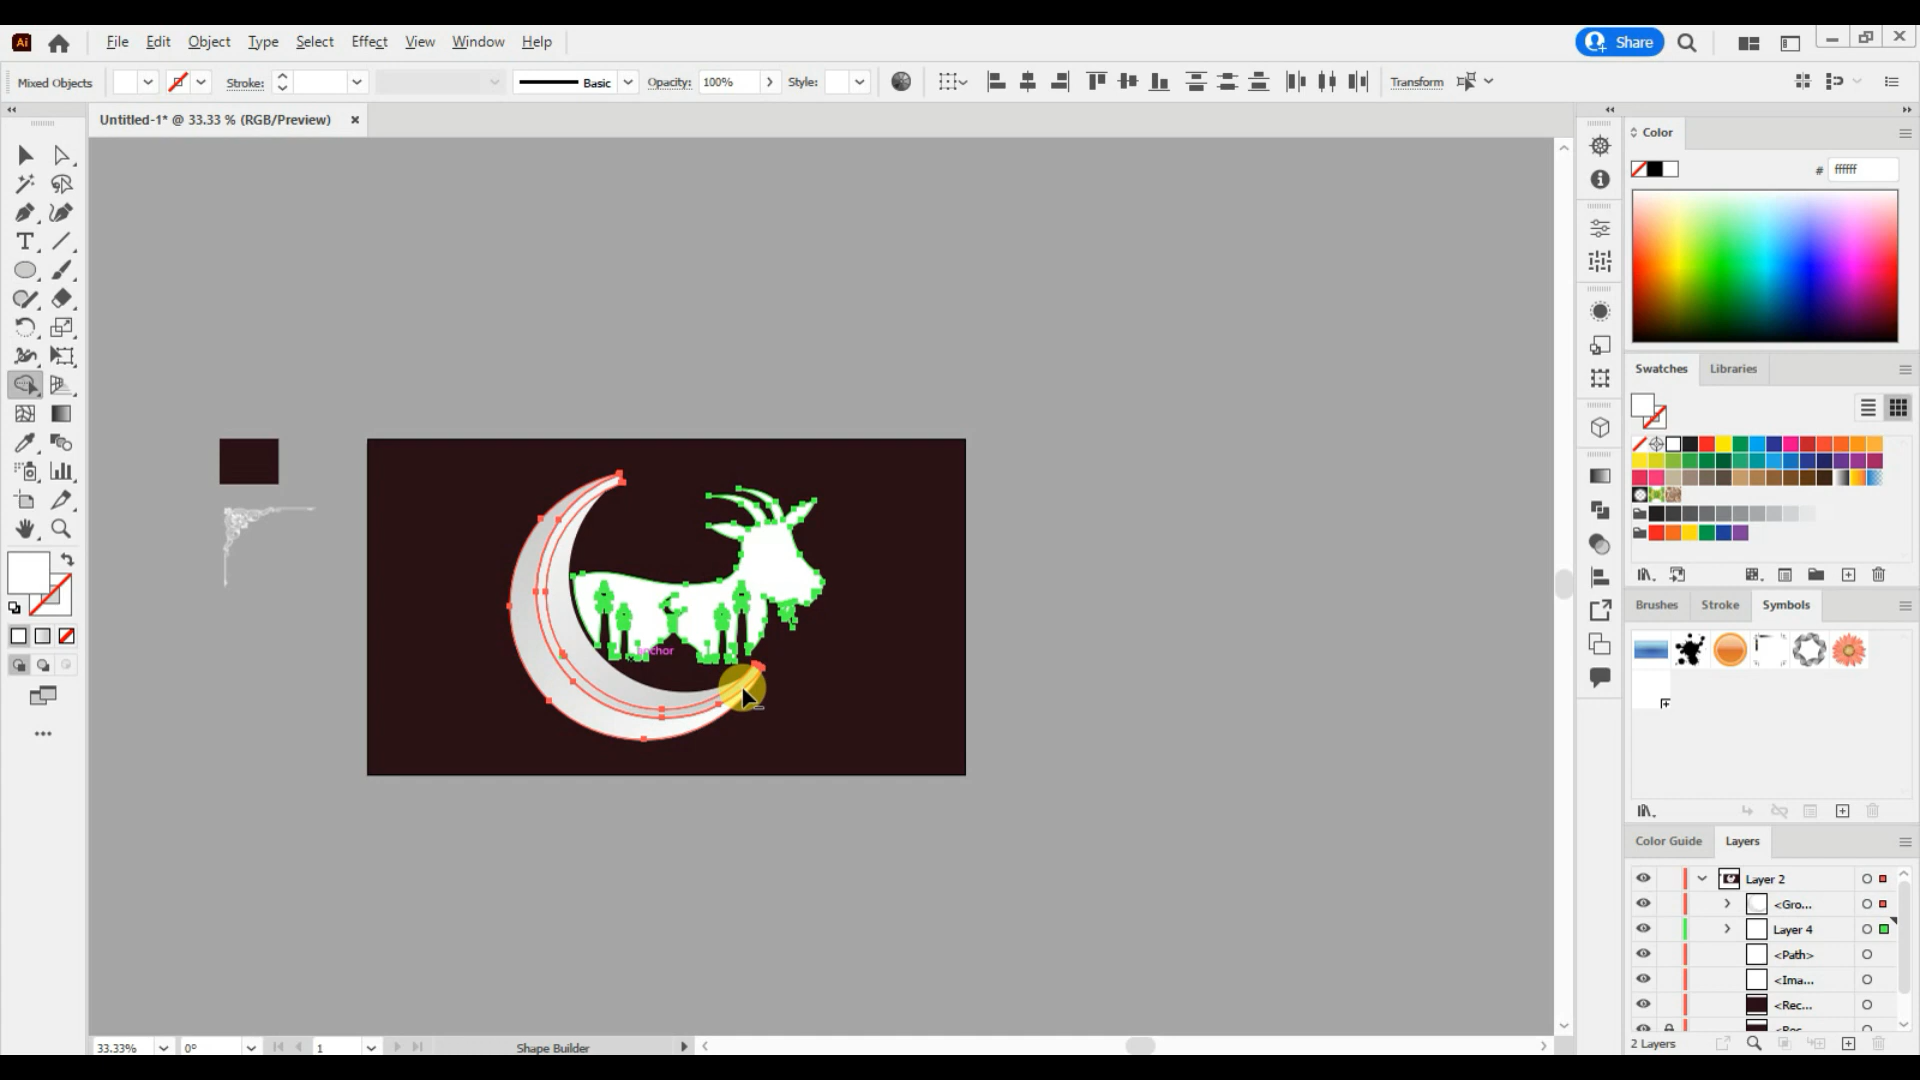 Ai File Edit Object Type Select Effect View Window Help Share
Mixed Objects Stroke: Basic Opacity: 100% Style: Transform
Untitled-1* @ 33.33 % (RGB/Preview)
Color
# ffffff
Swatches Libraries
Brushes Stroke Symbols
anchor
Color Guide Layers
Layer 2
<Gro...
Layer 4
<Path>
<Ima...
<Rec...
<Rec...
2 Layers
33.33% 0° 1 Shape Builder